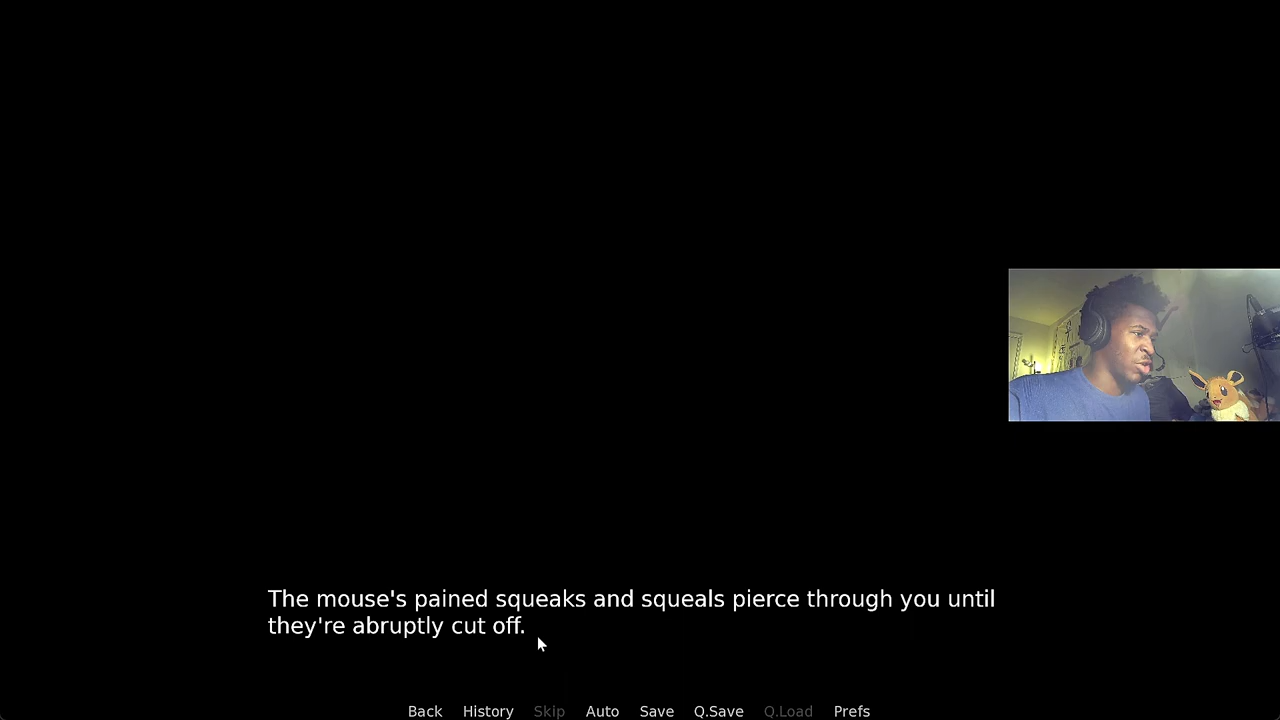 The mouse's pained squeaks and squeals pierce through you until
they're abruptly cut off.
Back History Skip Auto Save Q.Save Q.Load Prefs